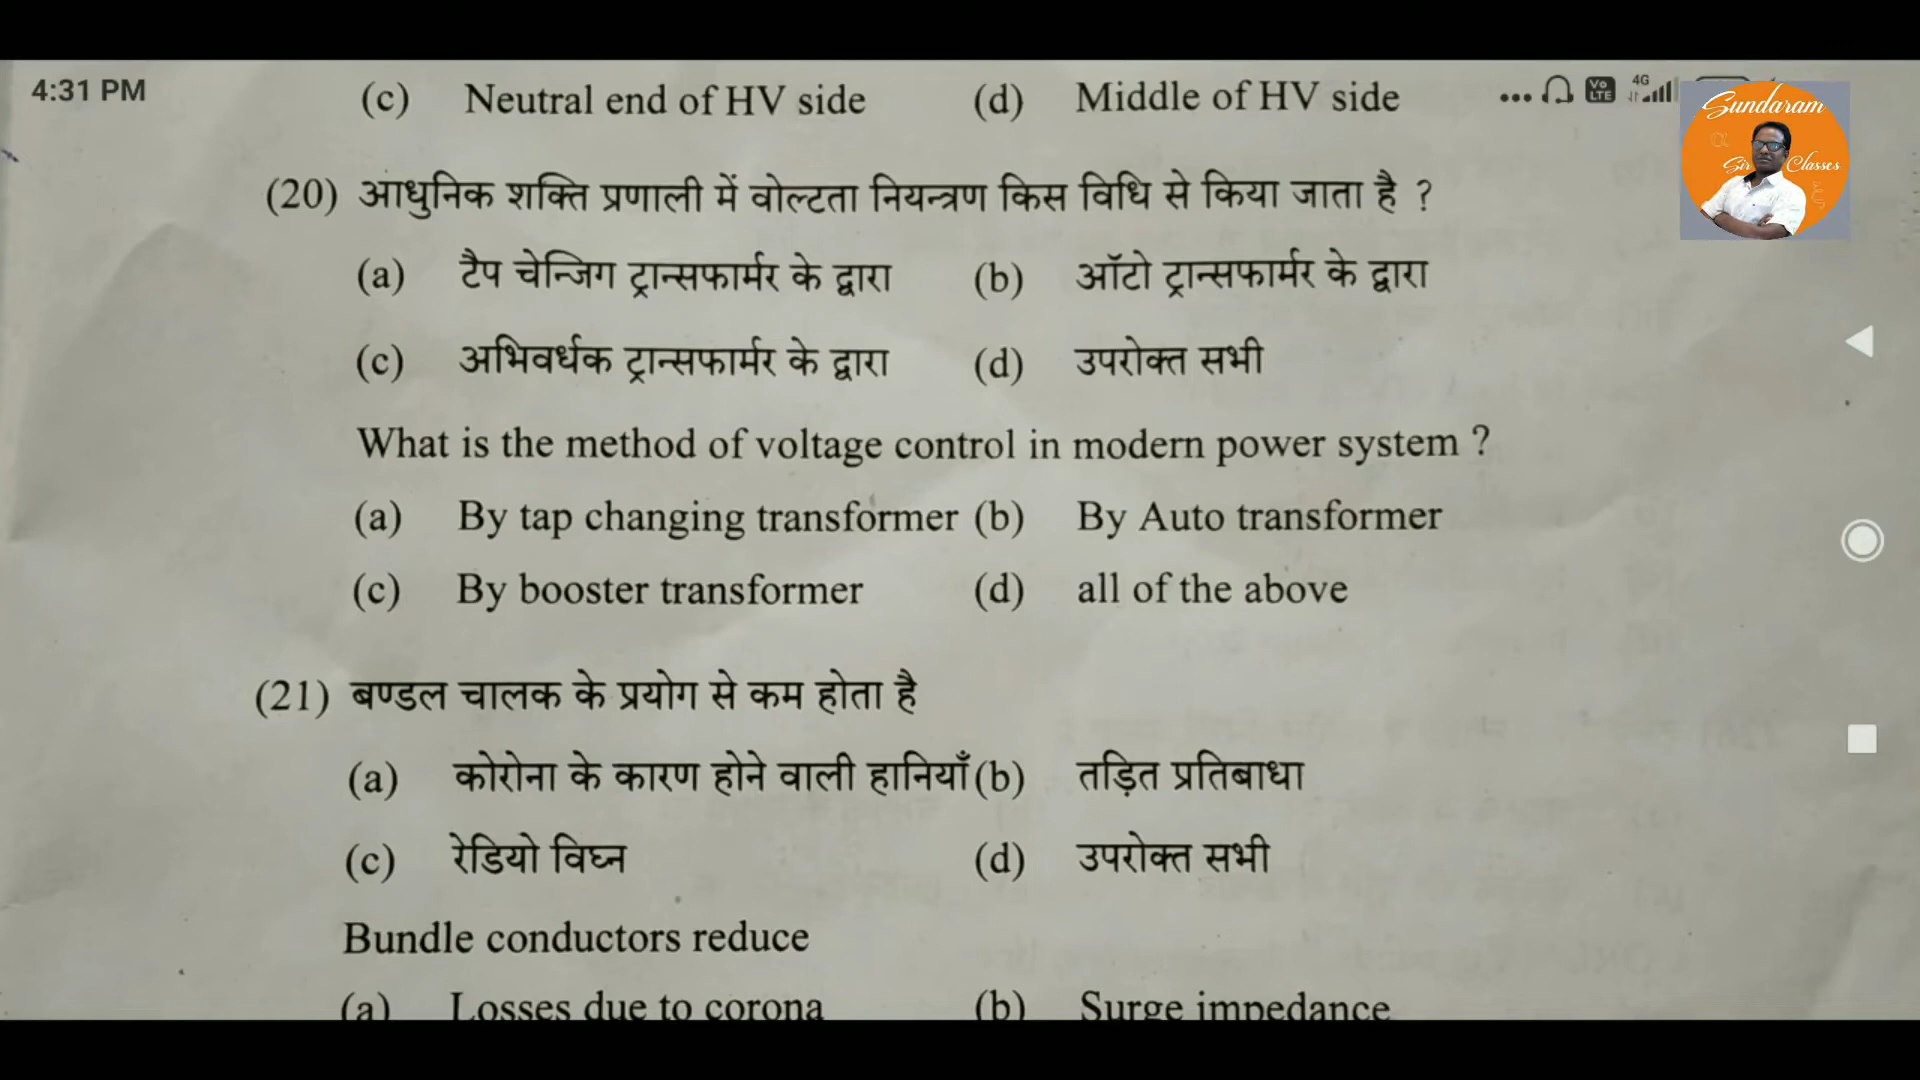 4:31 PM
(c) Neutral end of HV side (d) Middle of HV side
... Vo LTE 4G
Sundaram
Sir Classes
(20) आधुनिक शक्ति प्रणाली में वोल्टता नियन्त्रण किस विधि से किया जाता है ?
(a) टैप चेन्जिग ट्रान्सफार्मर के द्वारा (b) ऑटो ट्रान्सफार्मर के द्वारा
(c) अभिवर्धक ट्रान्सफार्मर के द्वारा (d) उपरोक्त सभी
What is the method of voltage control in modern power system ?
(a) By tap changing transformer (b) By Auto transformer
(c) By booster transformer (d) all of the above
(21) बण्डल चालक के प्रयोग से कम होता है
(a) कोरोना के कारण होने वाली हानियाँ (b) तड़ित प्रतिबाधा
(c) रेडियो विघ्न (d) उपरोक्त सभी
Bundle conductors reduce
(a) Losses due to corona (b) Surge impedance